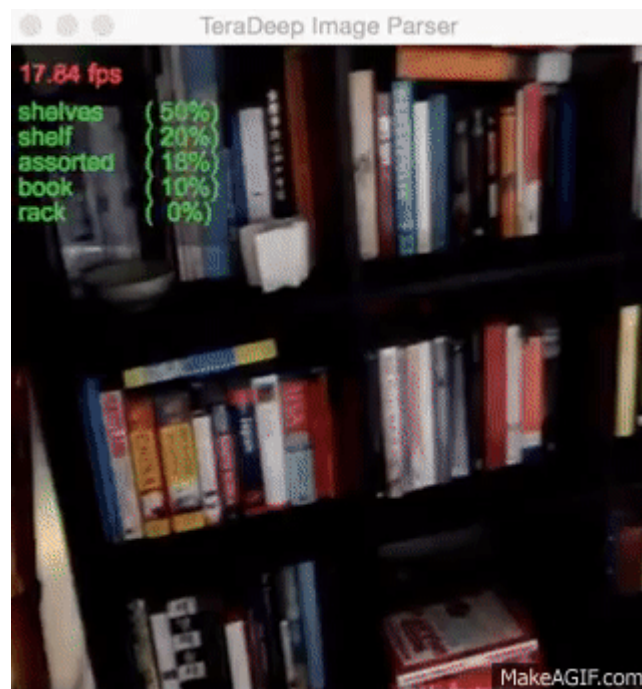 TeraDeep Image Parser
17.84 fps
shelves ( 50%)
shelf ( 20%)
assorted ( 18%)
book ( 10%)
rack ( 0%)
MakeAGIF.com